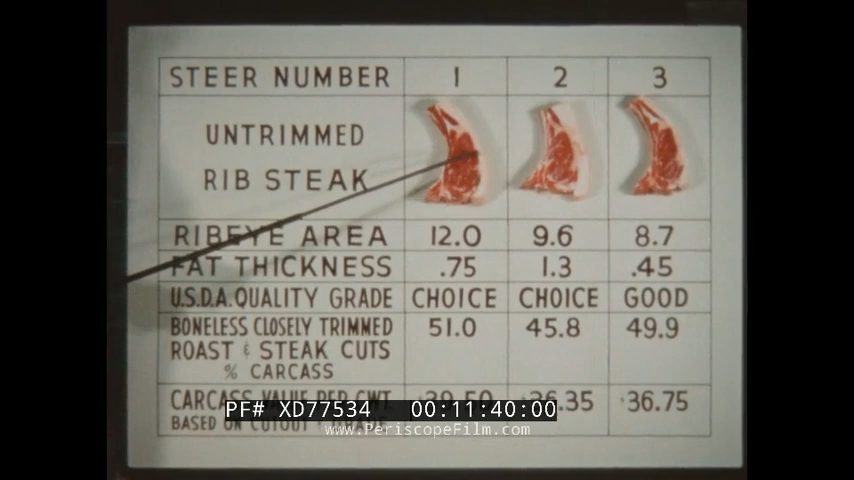 STEER NUMBER 1 2 3
UNTRIMMED
RIB STEAK
RIBEYE AREA 12.0 9.6 8.7
FAT THICKNESS .75 1.3 .45
U.S.D.A. QUALITY GRADE CHOICE CHOICE GOOD
BONELESS CLOSELY TRIMMED 51.0 45.8 49.9
ROAST & STEAK CUTS
% CARCASS
CARCASS VALUE PER CWT. $39.50 $36.35 $36.75
PF# XD77534 00:11:40:00
BASED ON CUTOUT
www.PeriscopeFilm.com